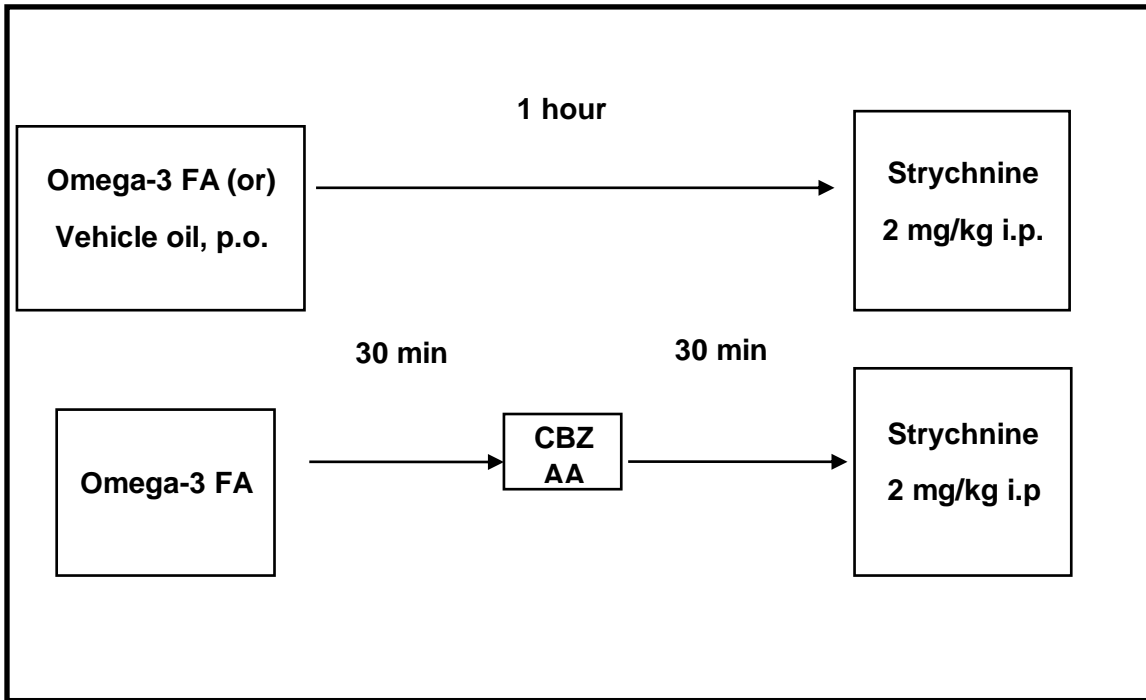 1 hour
Omega-3 FA (or)
Vehicle oil, p.o.
Strychnine
2 mg/kg i.p.
30 min
30 min
Omega-3 FA
CBZ
AA
Strychnine
2 mg/kg i.p